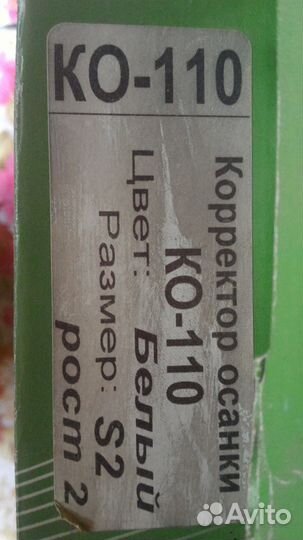 КО-110
Корректор осанки
КО-110
Цвет: Белый
Размер: S2
рост 2
Avito